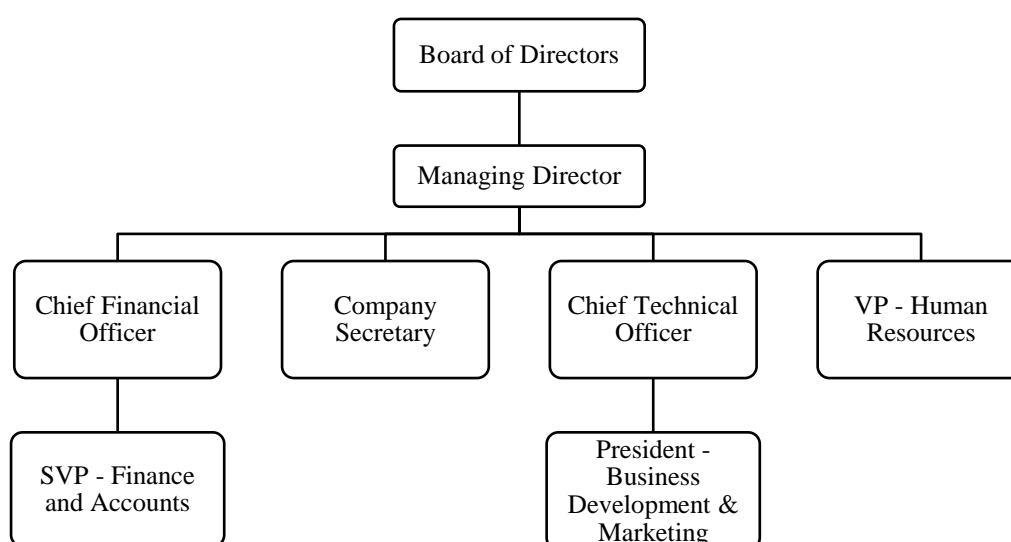 Board of Directors
Managing Director
Chief Financial
Officer
Company
Secretary
Chief Technical
Officer
VP - Human
Resources
SVP - Finance
and Accounts
President -
Business
Development &
Marketing